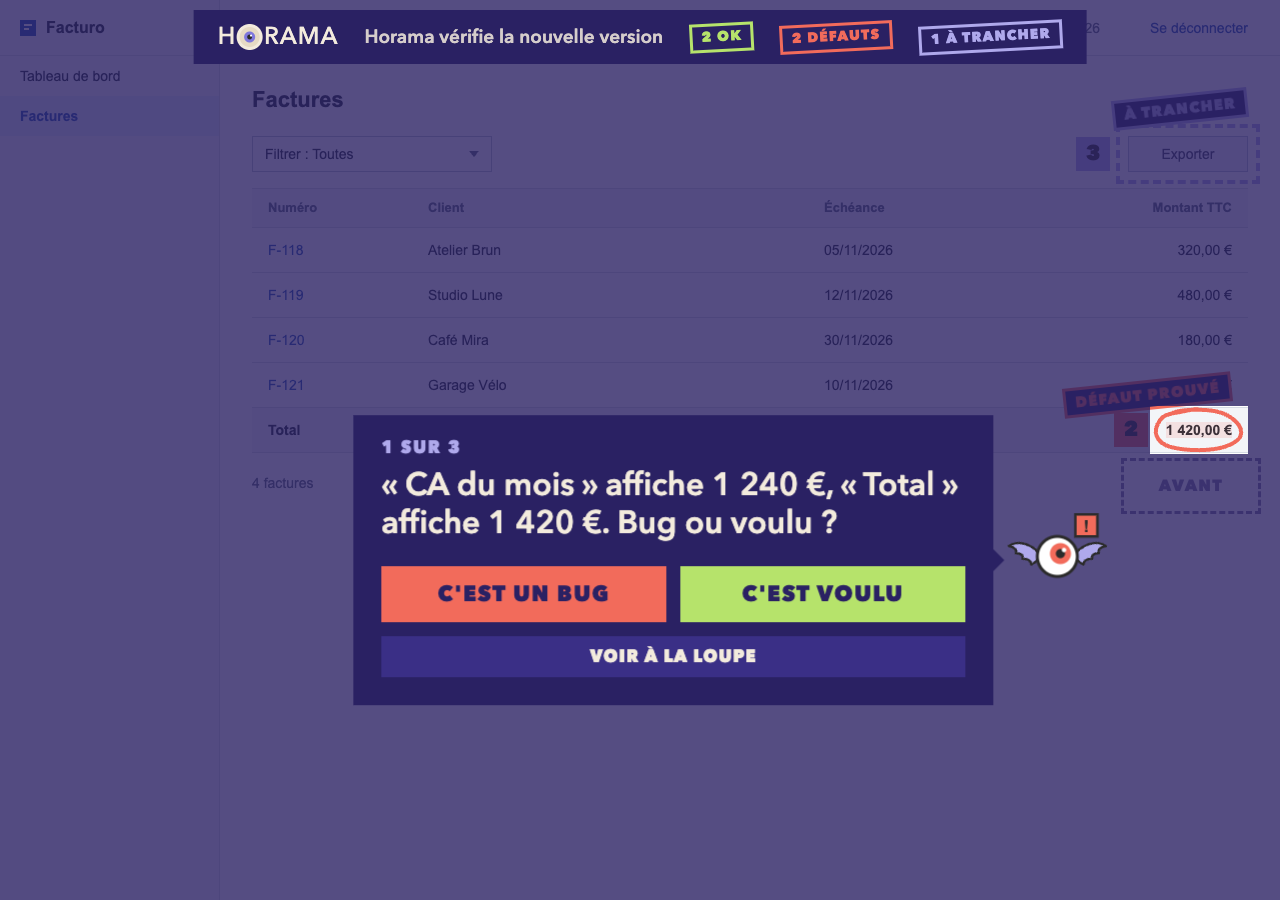 Facturo
HORAMA
Horama vérifie la nouvelle version
2 OK
2 DÉFAUTS
1 À TRANCHER
26
Se déconnecter
Tableau de bord
Factures
Factures
À TRANCHER
Filtrer : Toutes
3
Exporter
Numéro Client Échéance Montant TTC
F-118 Atelier Brun 05/11/2026 320,00 €
F-119 Studio Lune 12/11/2026 480,00 €
F-120 Café Mira 30/11/2026 180,00 €
F-121 Garage Vélo 10/11/2026
DÉFAUT PROUVÉ
Total 2 1 420,00 €
4 factures
AVANT
1 SUR 3
« CA du mois » affiche 1 240 €, « Total »
affiche 1 420 €. Bug ou voulu ?
!
C'EST UN BUG
C'EST VOULU
VOIR À LA LOUPE